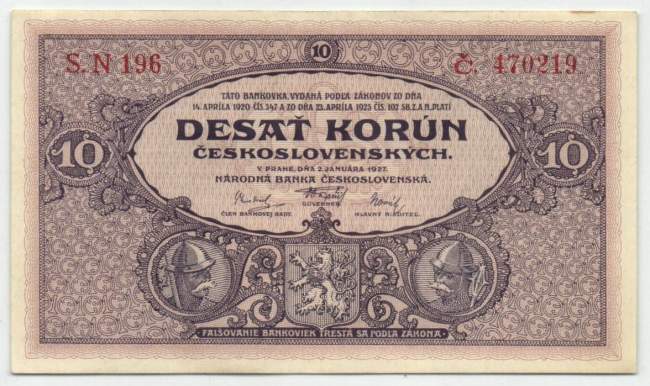 10
S. N 196
Č. 470219
TÁTO BANKOVKA, VYDANÁ PODĽA ZÁKONOV ZO DŇA
14. APRÍLA 1920 ČÍS. 347 A ZO DŇA 23. APRÍLA 1925 ČÍS. 102 SB. Z. A N. PLATÍ
10
DESAŤ KORÚN
10
ČESKOSLOVENSKÝCH.
V PRAHE, DŇA 2. JANUÁRA 1927.
NÁRODNÁ BANKA ČESKOSLOVENSKÁ.
ČLEN BANKOVEJ RADY.
GUVERNÉR
HLAVNÝ RIADITEL.
FALŠOVANIE BANKOVIEK TRESTÁ SA PODĽA ZÁKONA.